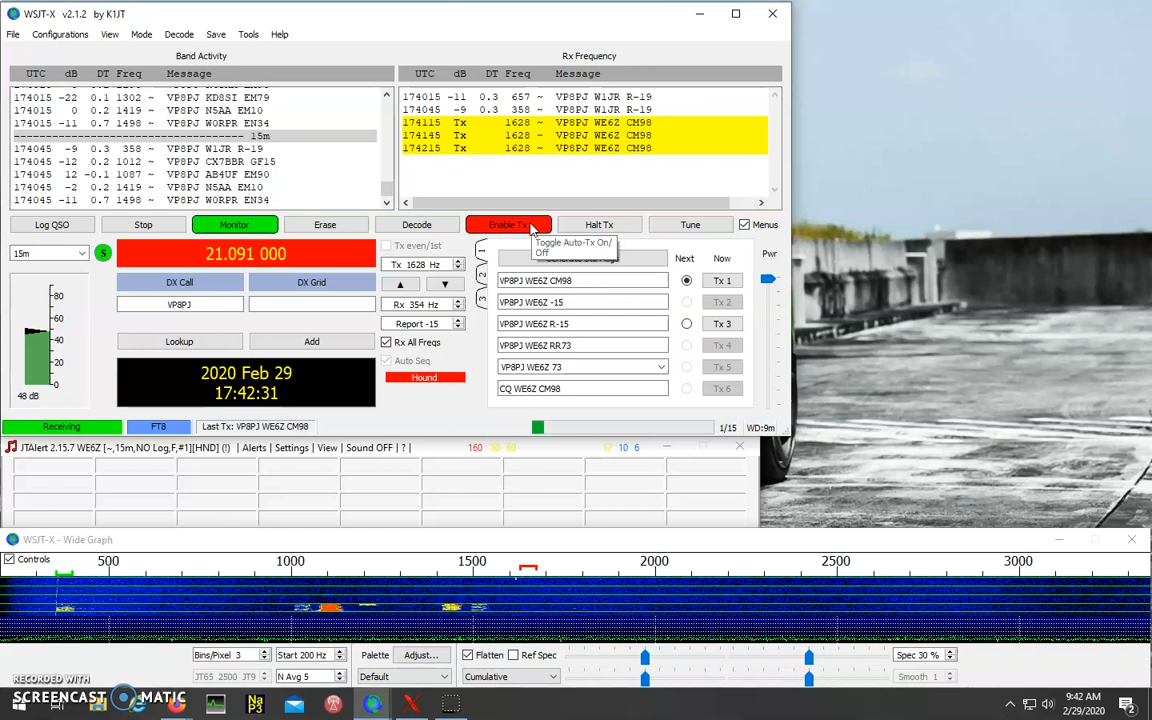 WSJT-X v2.1.2 by K1JT
File Configurations View Mode Decode Save Tools Help
Band Activity
UTC dB DT Freq Message
174015 -22 0.1 1302 ~ VP8PJ KD8SI EM79
174015 0 0.2 1419 ~ VP8PJ N5AA EM10
174015 -11 0.7 1498 ~ VP8PJ W0RPR EN34
------------------------------------ 15m
174045 -9 0.3 358 ~ VP8PJ W1JR R-19
174045 -12 0.2 1012 ~ VP8PJ CX7BBR GF15
174045 12 -0.1 1087 ~ VP8PJ AB4UF EM90
174045 -2 0.2 1419 ~ VP8PJ N5AA EM10
174045 -11 0.7 1498 ~ VP8PJ W0RPR EN34
Rx Frequency
UTC dB DT Freq Message
174015 -11 0.3 657 ~ VP8PJ W1JR R-19
174045 -9 0.3 358 ~ VP8PJ W1JR R-19
174115 Tx 1628 ~ VP8PJ WE6Z CM98
174145 Tx 1628 ~ VP8PJ WE6Z CM98
174215 Tx 1628 ~ VP8PJ WE6Z CM98
Log QSO Stop Monitor Erase Decode Enable Tx Halt Tx Tune Menus
15m S 21.091 000
Tx even/1st
Toggle Auto-Tx On/
Off
80
60
40
20
0
48 dB
DX Call DX Grid
VP8PJ
Lookup Add
2020 Feb 29
17:42:31
Tx 1628 Hz
Rx 354 Hz
Report -15
Rx All Freqs
Auto Seq
Hound
1
2
3
Next Now Pwr
VP8PJ WE6Z CM98 Tx 1
VP8PJ WE6Z -15 Tx 2
VP8PJ WE6Z R-15 Tx 3
VP8PJ WE6Z RR73 Tx 4
VP8PJ WE6Z 73 Tx 5
CQ WE6Z CM98 Tx 6
Receiving FT8 Last Tx: VP8PJ WE6Z CM98 1/15 WD:9m
JTAlert 2.15.7 WE6Z [~,15m,NO Log,F,#1][HND] (!) | Alerts | Settings | View | Sound OFF | ? | 160 80 60 12 10 6
WSJT-X - Wide Graph
Controls 500 1000 1500 2000 2500 3000
Bins/Pixel 3 Start 200 Hz Palette Adjust... Flatten Ref Spec Spec 30 %
JT65 2500 JT9 N Avg 5 Default Cumulative Smooth 1
RECORDED WITH
SCREENCAST MATIC
Na
P3
9:42 AM
2/29/2020
2